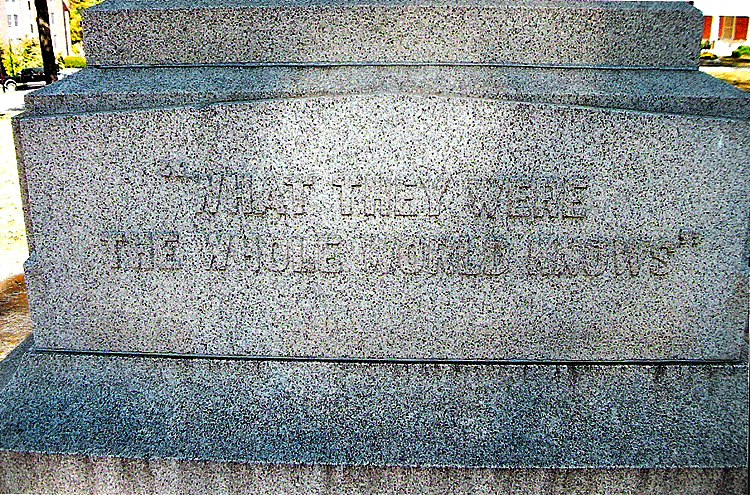 "WHAT THEY WERE
THE WHOLE WORLD KNOWS"